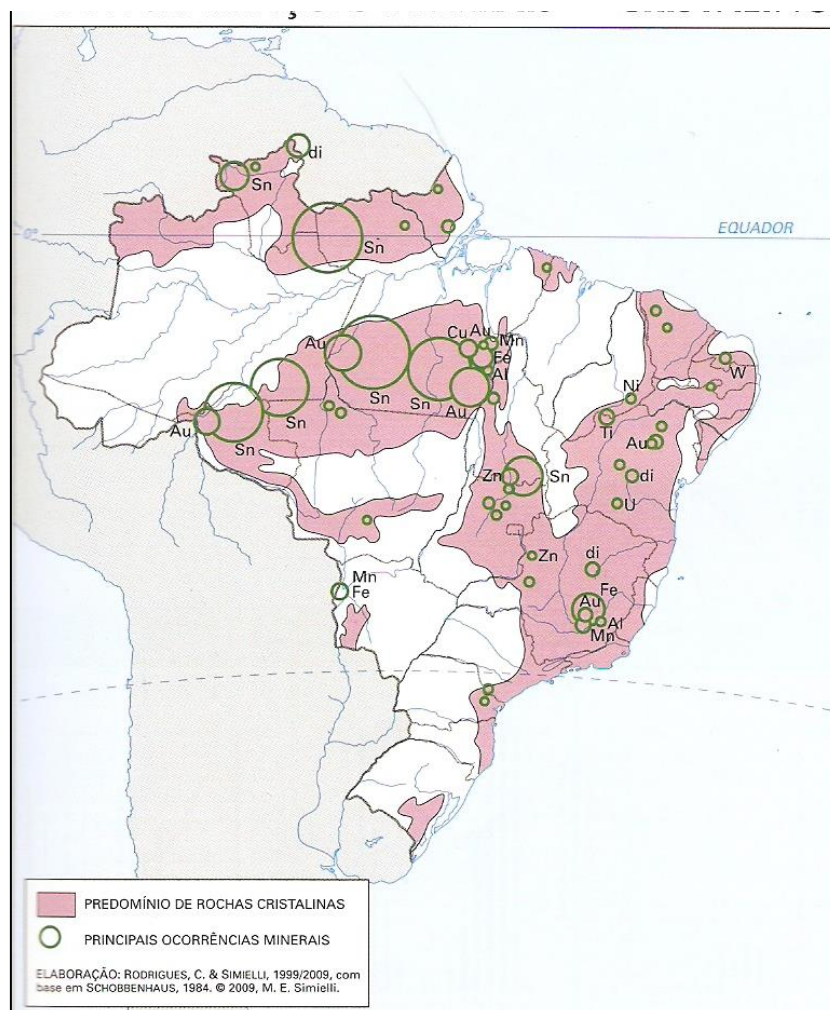 di
Sn
Sn
EQUADOR
Cu Au Mn
Au
Fe
Al
W
Sn
Sn
Au
Ni
Sn
Ti
Au
Sn
Au
Zn
Sn
di
U
Zn
di
Mn
Fe
Fe
Au
Al
Mn
PREDOMÍNIO DE ROCHAS CRISTALINAS
PRINCIPAIS OCORRÊNCIAS MINERAIS
ELABORAÇÃO: RODRIGUES, C. & SIMIELLI, 1999/2009, com
base em SCHOBBENHAUS, 1984. © 2009, M. E. Simielli.